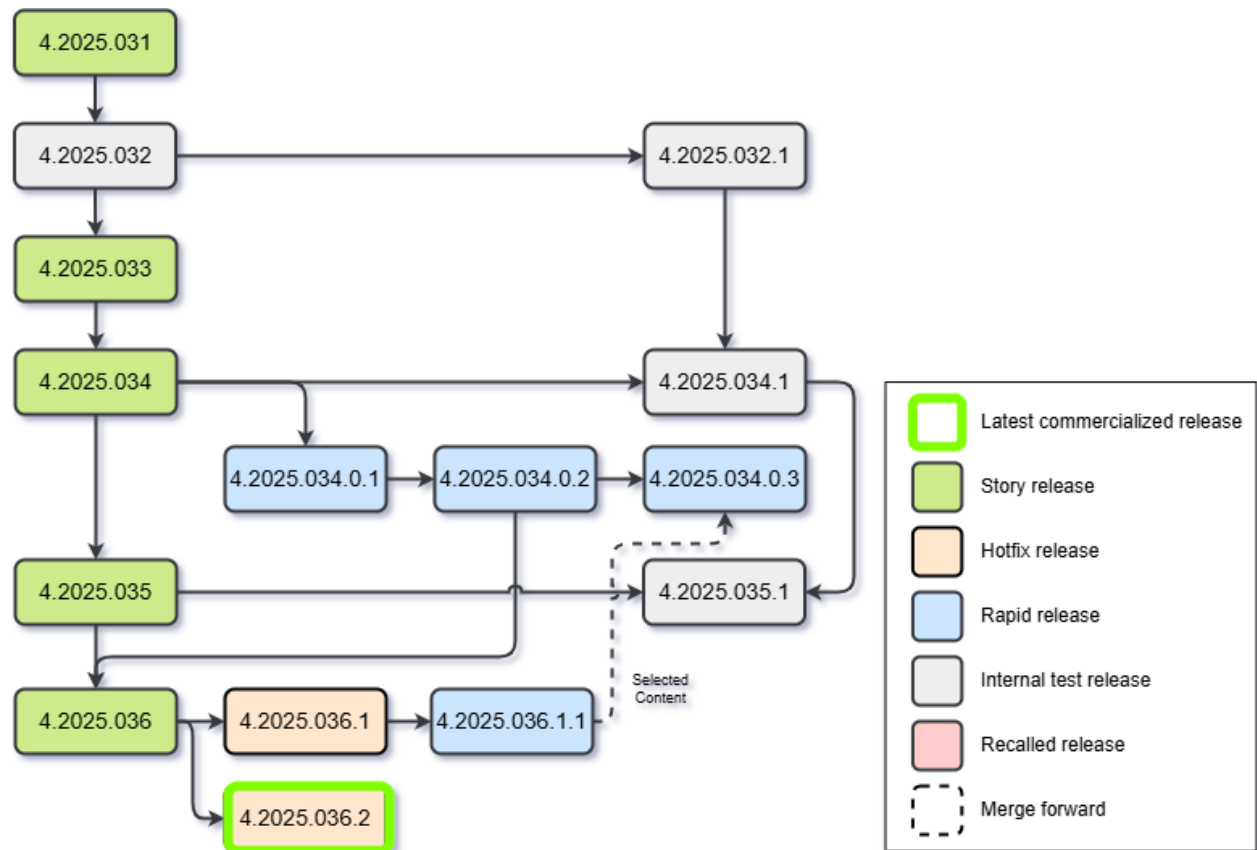 4.2025.031
4.2025.032
4.2025.032.1
4.2025.033
4.2025.034
4.2025.034.1
4.2025.034.0.1
4.2025.034.0.2
4.2025.034.0.3
4.2025.035
4.2025.035.1
Selected
Content
4.2025.036
4.2025.036.1
4.2025.036.1.1
4.2025.036.2
Latest commercialized release
Story release
Hotfix release
Rapid release
Internal test release
Recalled release
Merge forward